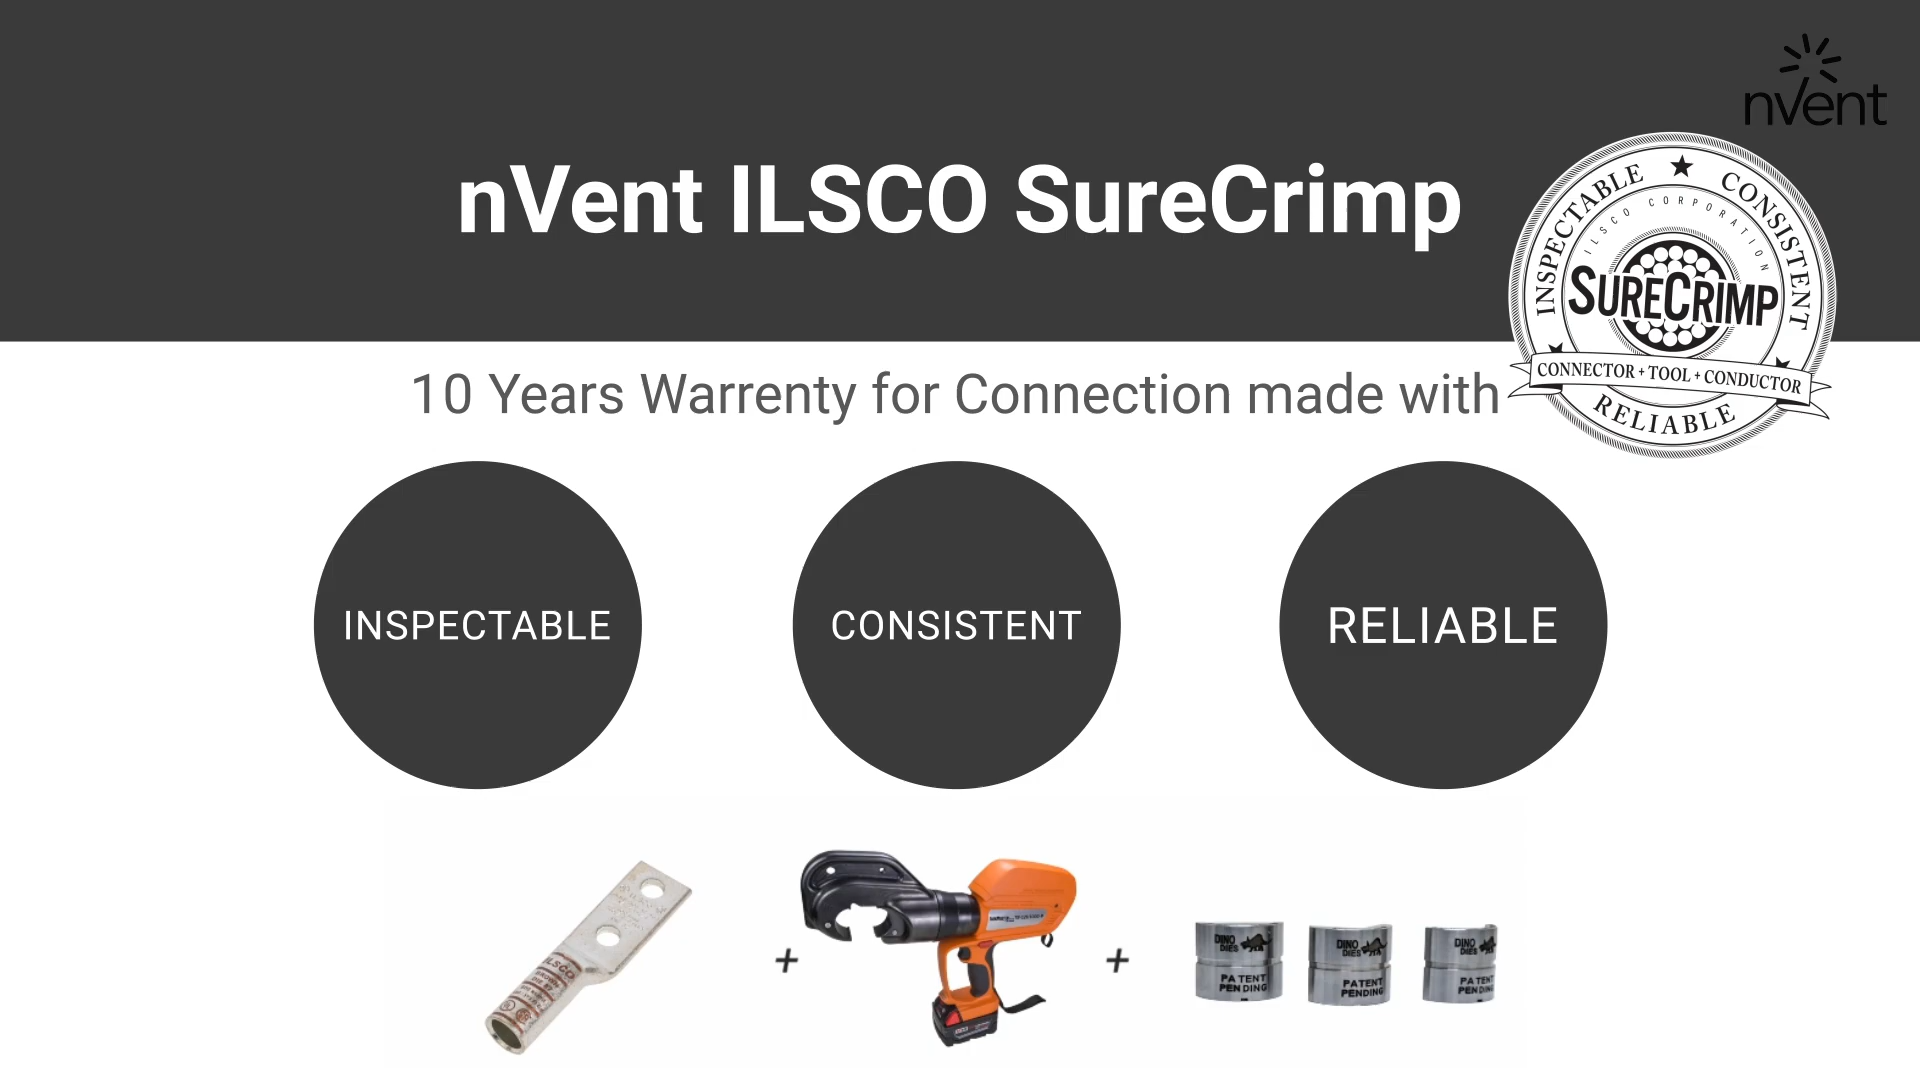 nVent
nVent ILSCO SureCrimp
INSPECTABLE ★ CONSISTENT
ILSCO CORPORATION
SURECRIMP
CONNECTOR + TOOL + CONDUCTOR
RELIABLE
10 Years Warrenty for Connection made with
INSPECTABLE
CONSISTENT
RELIABLE
ILSCO
+
+
DINO
DIES
PATENT
PENDING
DINO
DIES
PATENT
PENDING
DINO
DIES
PATENT
PENDING